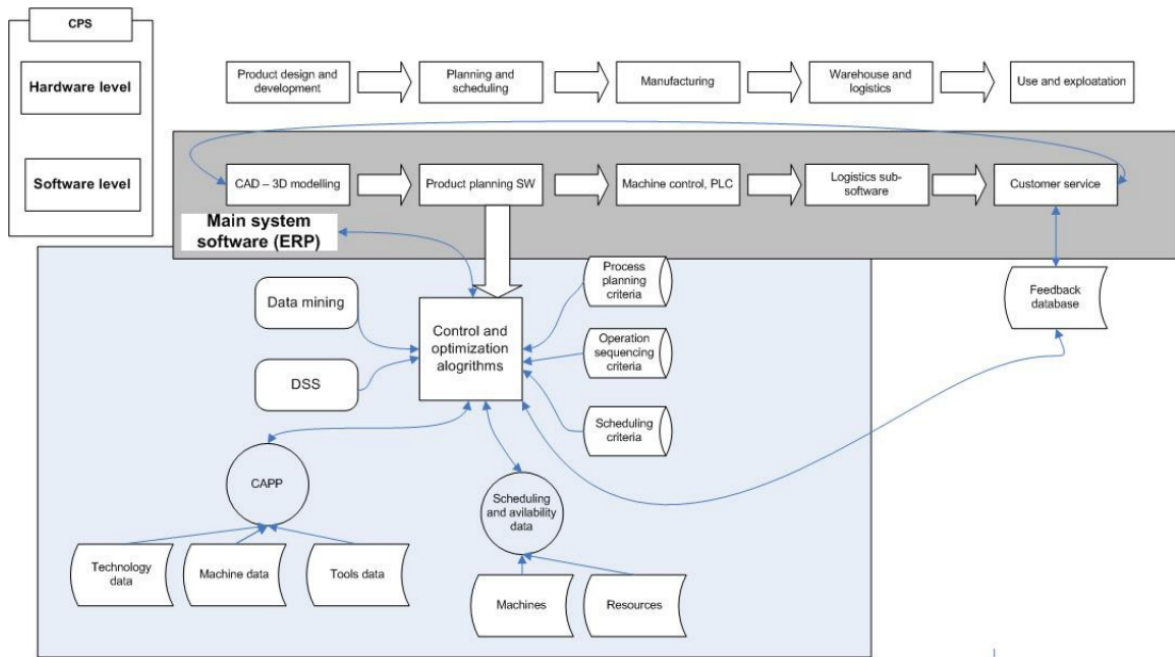 CPS
Hardware level
Software level
Product design and
development
Planning and
scheduling
Manufacturing
Warehouse and
logistics
Use and exploatation
CAD – 3D modelling
Product planning SW
Machine control, PLC
Logistics sub-
software
Customer service
Main system
software (ERP)
Data mining
DSS
Control and
optimization
alogrithms
Process
planning
criteria
Operation
sequencing
criteria
Scheduling
criteria
Feedback
database
CAPP
Scheduling
and avilability
data
Technology
data
Machine data
Tools data
Machines
Resources